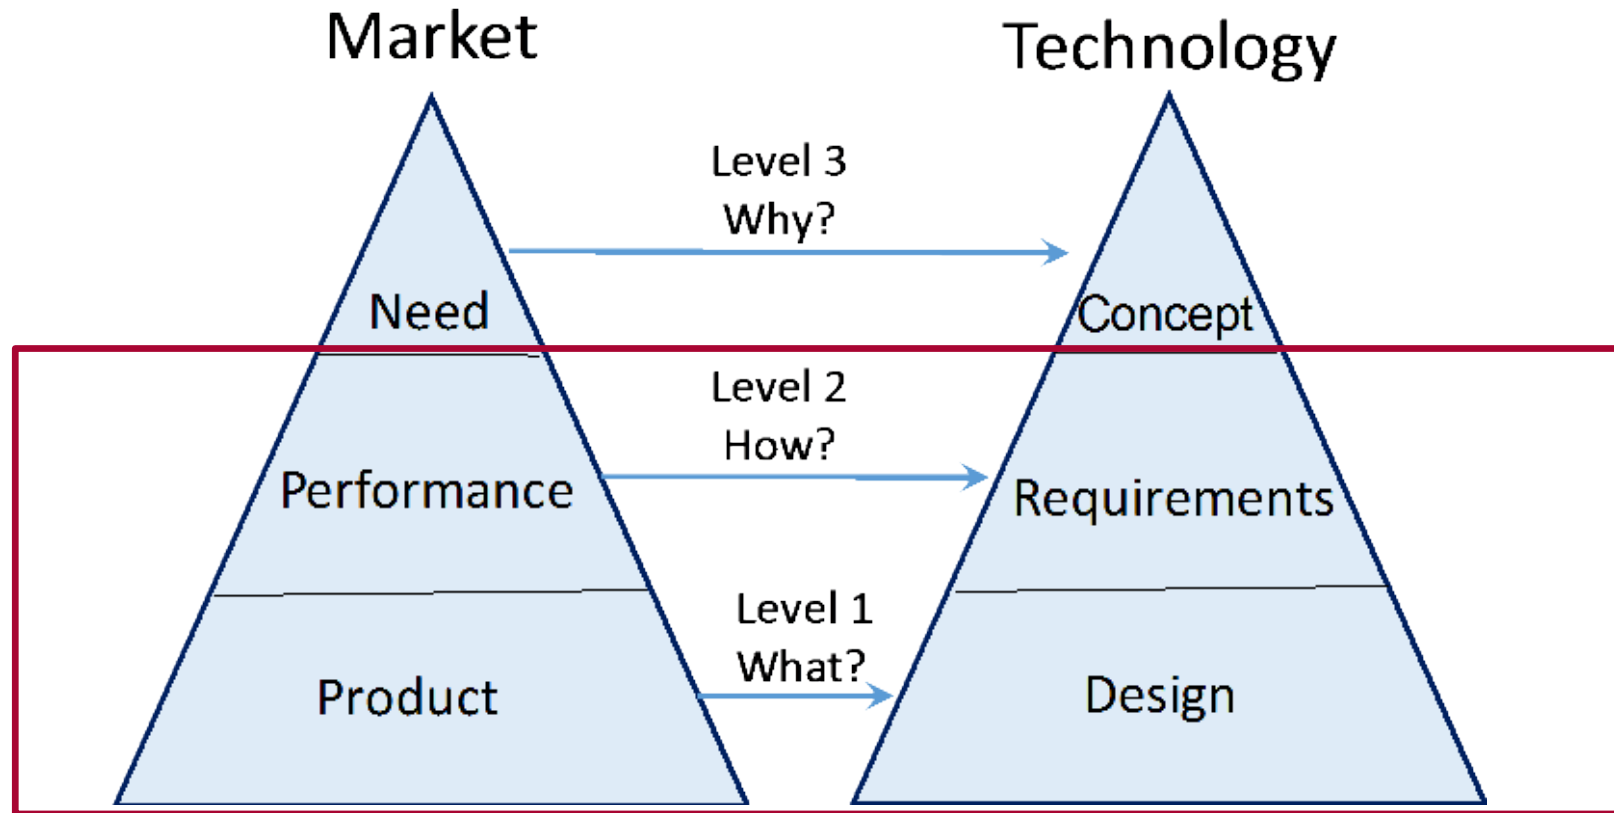 Market
Technology
Level 3
Why?
Need
Concept
Level 2
How?
Performance
Requirements
Level 1
What?
Product
Design